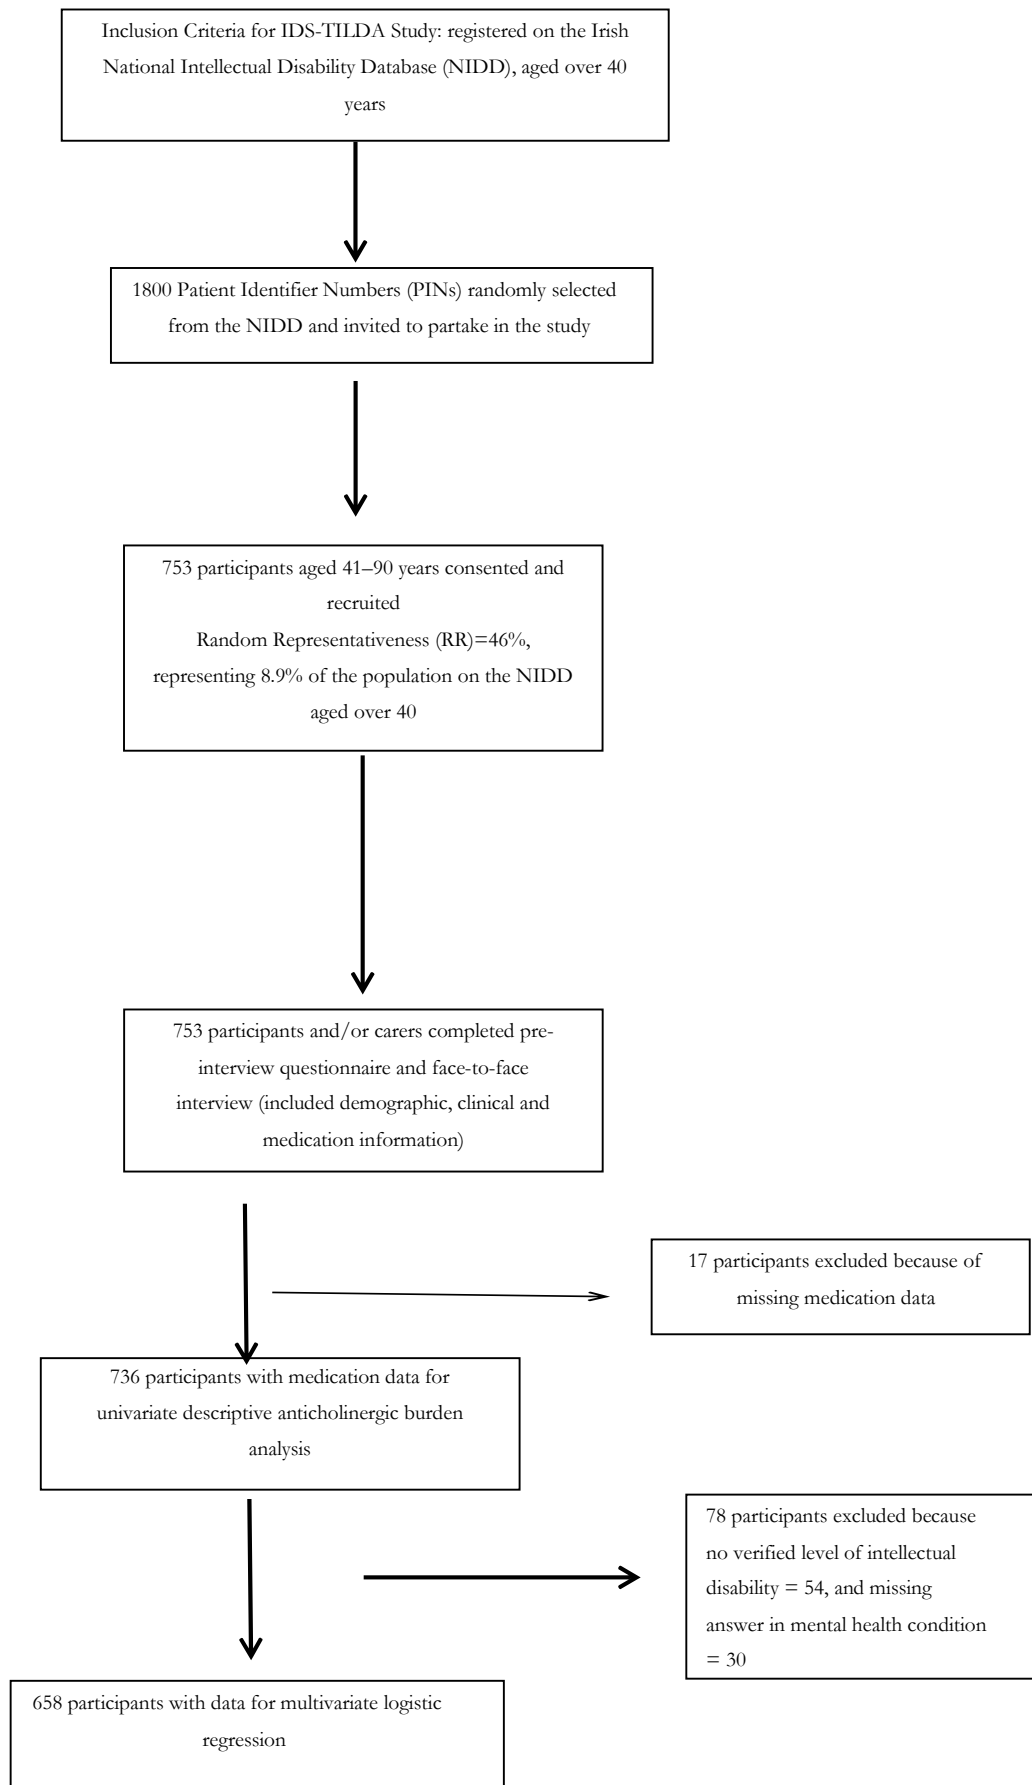 Inclusion Criteria for IDS-TILDA Study: registered on the Irish
National Intellectual Disability Database (NIDD), aged over 40
years
1800 Patient Identifier Numbers (PINs) randomly selected
from the NIDD and invited to partake in the study
753 participants aged 41–90 years consented and
recruited
Random Representativeness (RR)=46%,
representing 8.9% of the population on the NIDD
aged over 40
753 participants and/or carers completed pre-
interview questionnaire and face-to-face
interview (included demographic, clinical and
medication information)
17 participants excluded because of
missing medication data
736 participants with medication data for
univariate descriptive anticholinergic burden
analysis
78 participants excluded because
no verified level of intellectual
disability = 54, and missing
answer in mental health condition
= 30
658 participants with data for multivariate logistic
regression